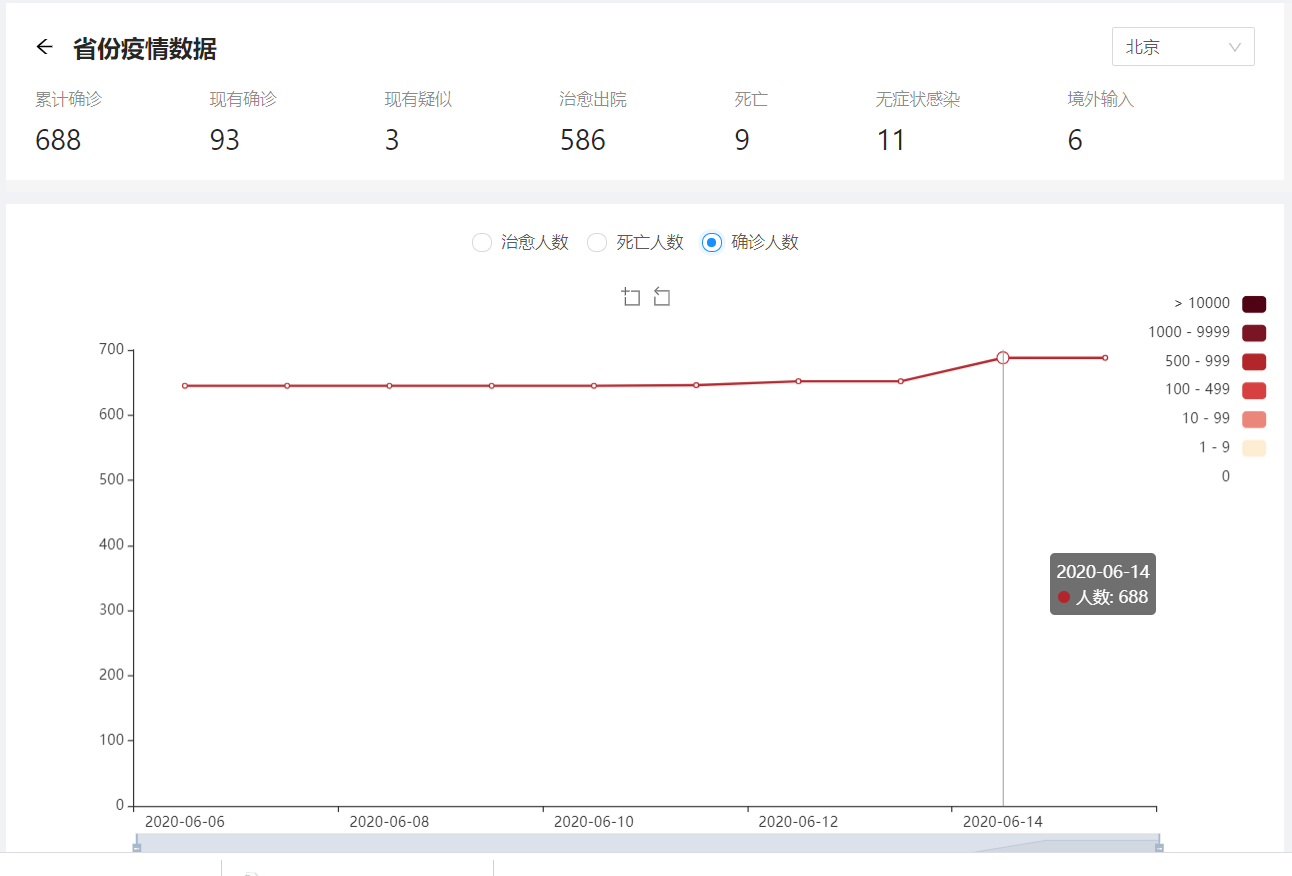 省份疫情数据
北京
累计确诊 现有确诊 现有疑似 治愈出院 死亡 无症状感染 境外输入
688 93 3 586 9 11 6
治愈人数 死亡人数 确诊人数
> 10000
1000 - 9999
500 - 999
100 - 499
10 - 99
1 - 9
0
700
600
500
400
300
200
100
0
2020-06-14
人数: 688
2020-06-06 2020-06-08 2020-06-10 2020-06-12 2020-06-14